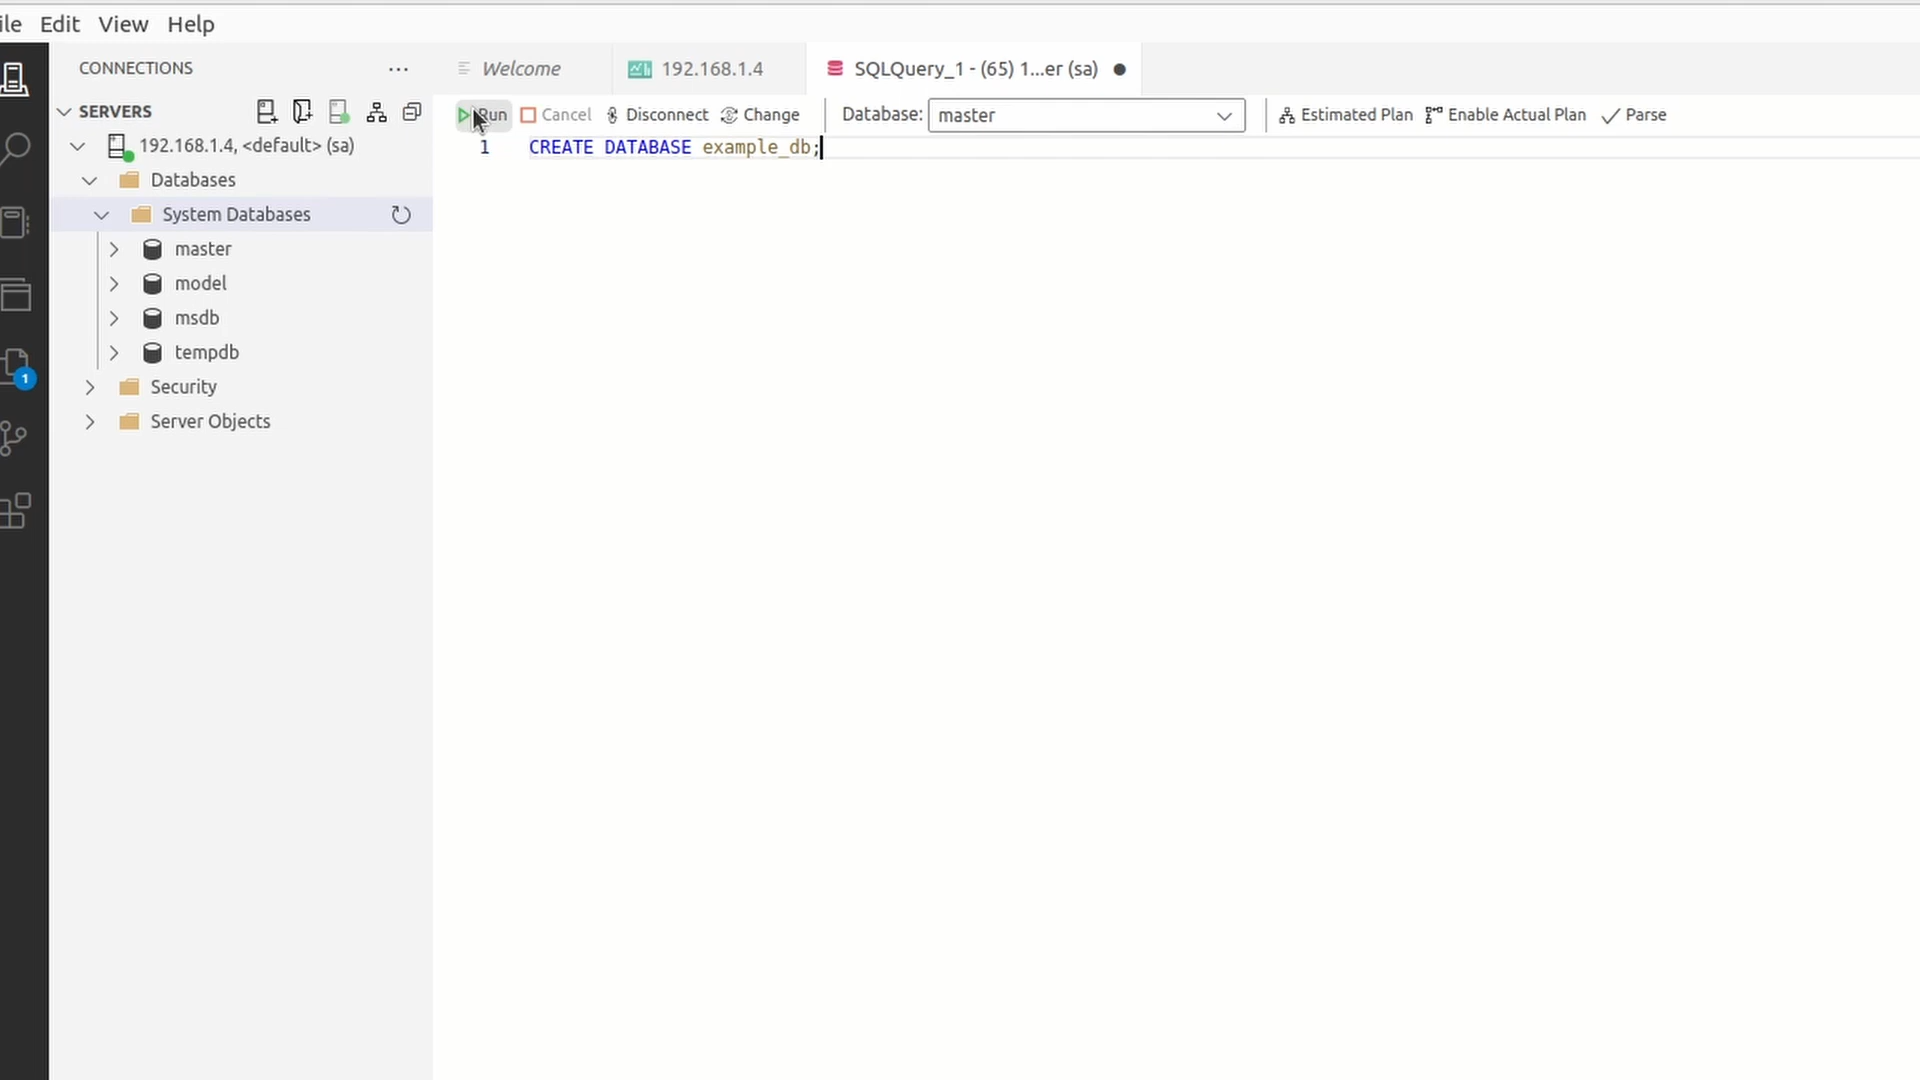 ile Edit View Help
CONNECTIONS
Welcome
192.168.1.4
SQLQuery_1 - (65) 1...er (sa)
SERVERS
Run
Cancel
Disconnect
Change
Database:
master
Estimated Plan
Enable Actual Plan
Parse
192.168.1.4, <default> (sa)
1
CREATE DATABASE example_db;
Databases
System Databases
master
model
msdb
tempdb
1
Security
Server Objects